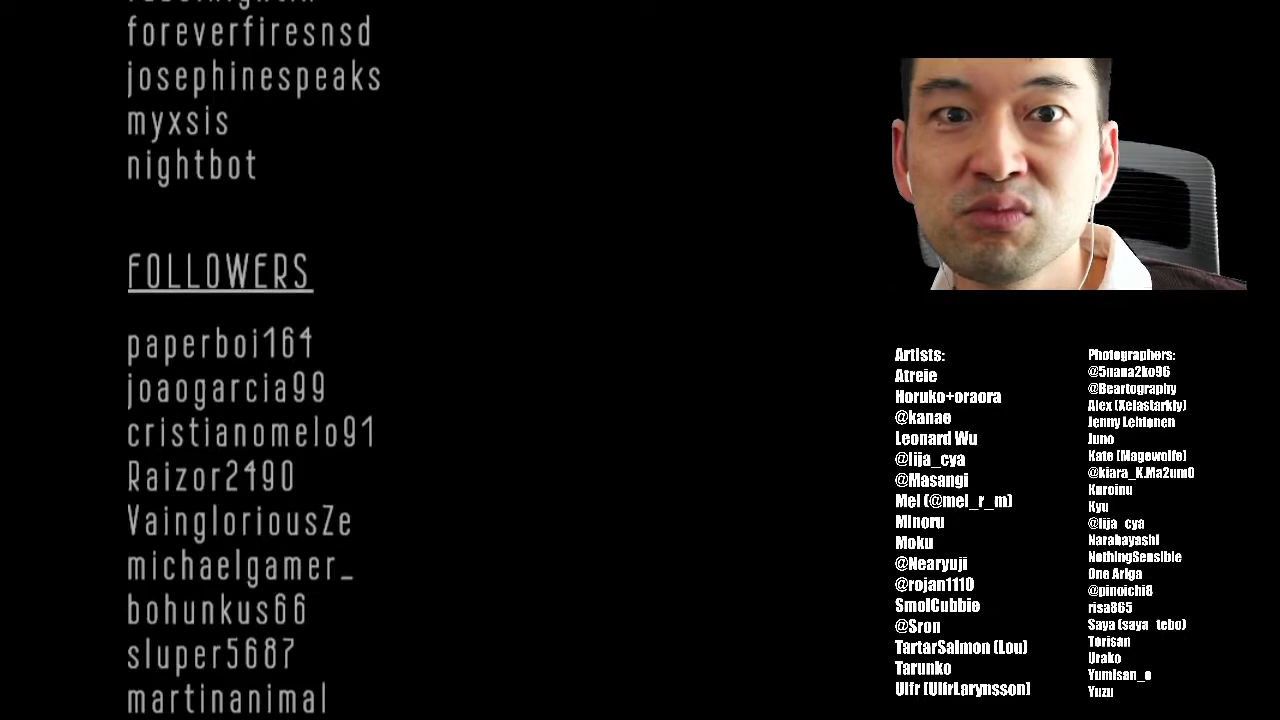 foreverfiresnsd
josephinespeaks
myxsis
nightbot
FOLLOWERS
paperboi164
joaogarcia99
cristianomelo91
Raizor2490
VaingloriousZe
michaelgamer_
bohunkus66
sluper5687
martinanimal
Artists:
Atreie
Horuko+oraora
@kanae
Leonard Wu
@lija_cya
@Masangi
Mel (@mel_r_m)
Minoru
Moku
@Nearyuji
@rojan1110
SmolCubbie
@Sron
TartarSalmon (Lou)
Tarunko
Ulfr [UlfrLarynsson]
Photographers:
@5nana2ko96
@Beartography
Alex (Xelastarkly)
Jenny Lehtonen
Juno
Kate (Magewolfe)
@kiara_K.Ma2um0
Kuroinu
Kyu
@lija_cya
Narahayashi
NothingSensible
One Ariga
@pinoichi8
risa865
Saya (saya_tebo)
Torisan
Urako
Yumisan_o
Yuzu